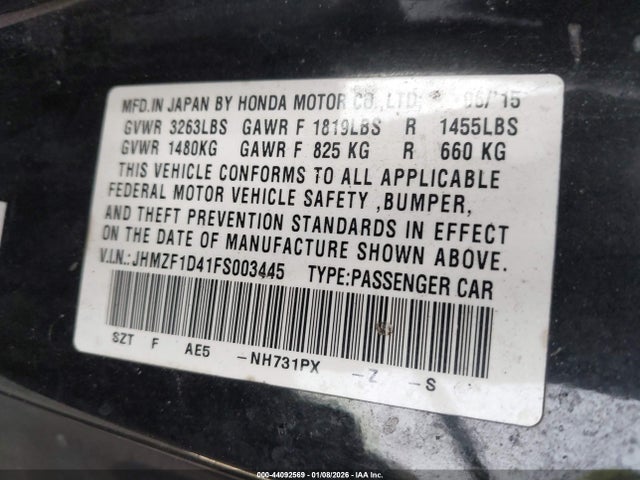 MFD.IN JAPAN BY HONDA MOTOR CO.,LTD. 06/'15
GVWR 3263LBS GAWR F 1819LBS R 1455LBS
GVWR 1480KG GAWR F 825 KG R 660 KG
THIS VEHICLE CONFORMS TO ALL APPLICABLE
FEDERAL MOTOR VEHICLE SAFETY ,BUMPER,
AND THEFT PREVENTION STANDARDS IN EFFECT
ON THE DATE OF MANUFACTURE SHOWN ABOVE.
V.I.N.:JHMZF1D41FS003445 TYPE:PASSENGER CAR
SZT F AE5 -NH731PX -Z -S
000-44092569 | 01/08/2026 - IAA Inc.